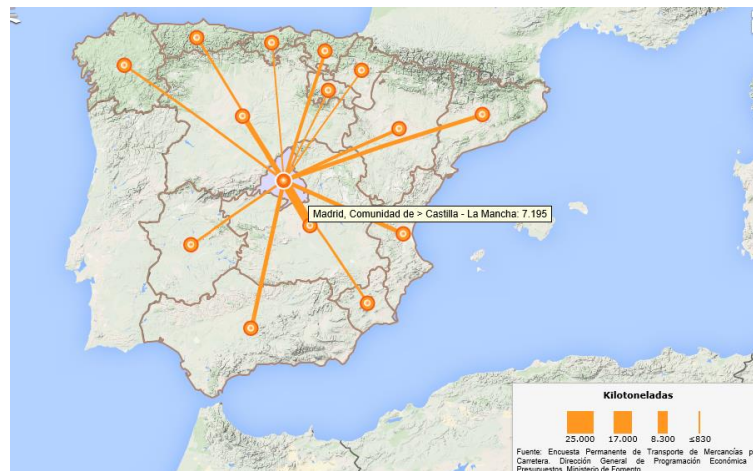 Madrid, Comunidad de > Castilla - La Mancha: 7.195
Kilotoneladas
25.000 17.000 8.300 ≤830
Fuente: Encuesta Permanente de Transporte de Mercancías
Carretera. Dirección General de Programación Económica
Presupuestos. Ministerio de Fomento